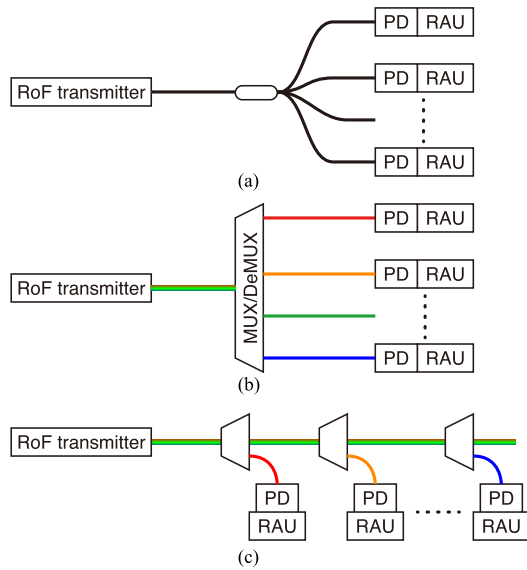 PD RAU
RoF transmitter
PD RAU
PD RAU
(a)
PD RAU
MUX/DeMUX
RoF transmitter
PD RAU
PD RAU
(b)
RoF transmitter
PD PD PD
RAU RAU RAU
(c)